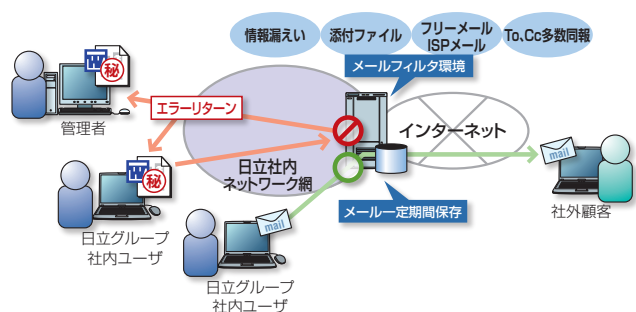 情報漏えい
添付ファイル
フリーメール
ISPメール
To、Cc多数同報
メールフィルタ環境
W
秘
エラーリターン
管理者
インターネット
W
秘
日立社内
ネットワーク網
mail
メール一定期間保存
社外顧客
日立グループ
社内ユーザ
mail
日立グループ
社内ユーザ